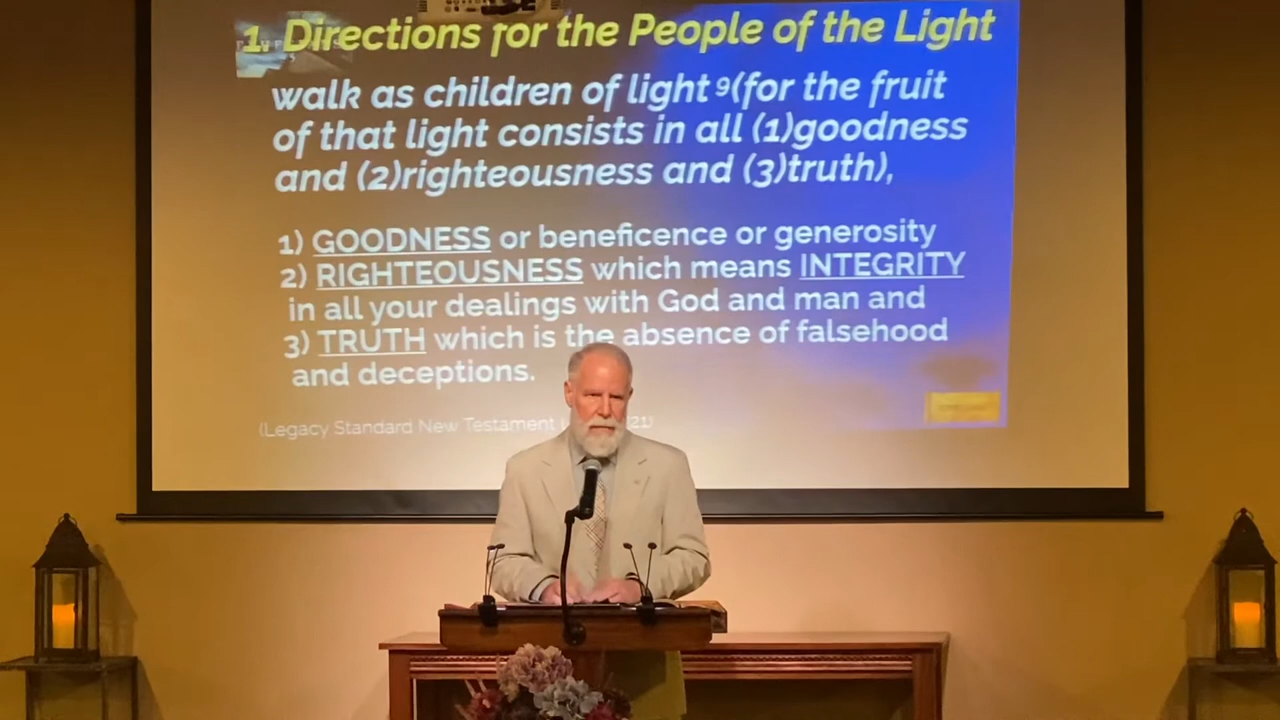 1. Directions for the People of the Light
walk as children of light 9(for the fruit
of that light consists in all (1)goodness
and (2)righteousness and (3)truth),
1) GOODNESS or beneficence or generosity
2) RIGHTEOUSNESS which means INTEGRITY
in all your dealings with God and man and
3) TRUTH which is the absence of falsehood
and deceptions.
(Legacy Standard New Testament 21)